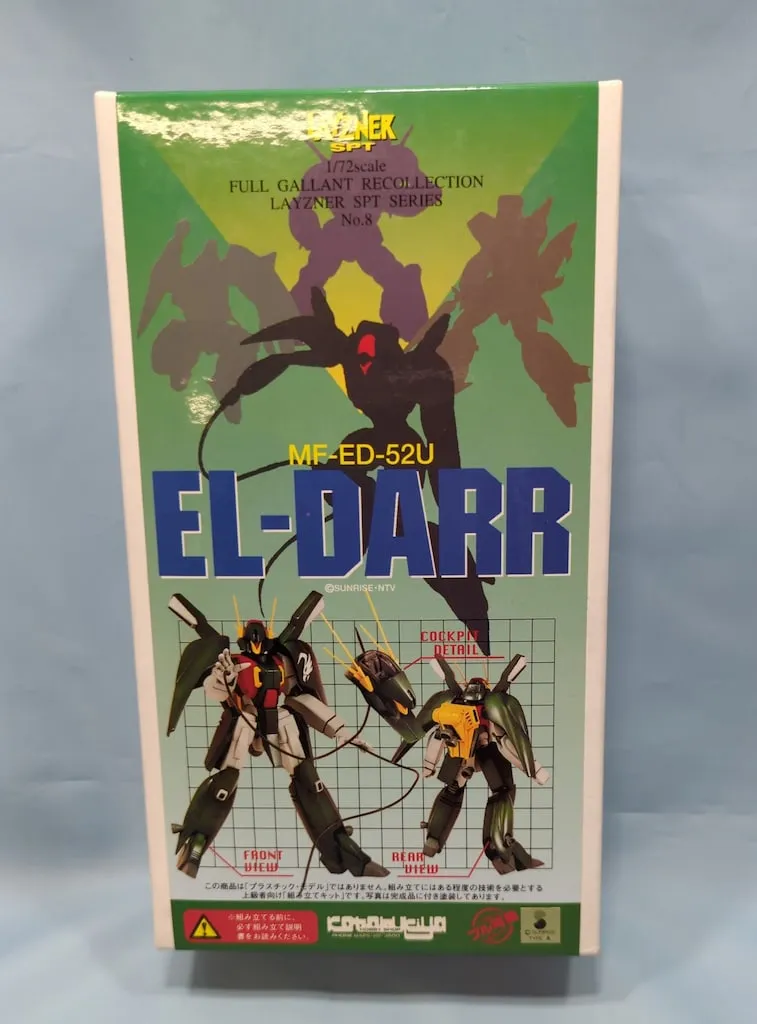 LAYZNER
SPT
1/72scale
FULL GALLANT RECOLLECTION
LAYZNER SPT SERIES
No.8
MF-ED-52U
EL-DARR
©SUNRISE・NTV
COCKPIT
DETAIL
FRONT
VIEW
REAR
VIEW
この商品は「プラスチック・モデル」ではありません。組み立てにはある程度の技術を必要とする
上級者向け「組み立てキット」です。写真は完成品に付き塗装してあります。
※組み立てる前に、
必ず組み立て説明
書をお読みください。
KOTOBUKIYA
HOBBY SHOP
TYPE A